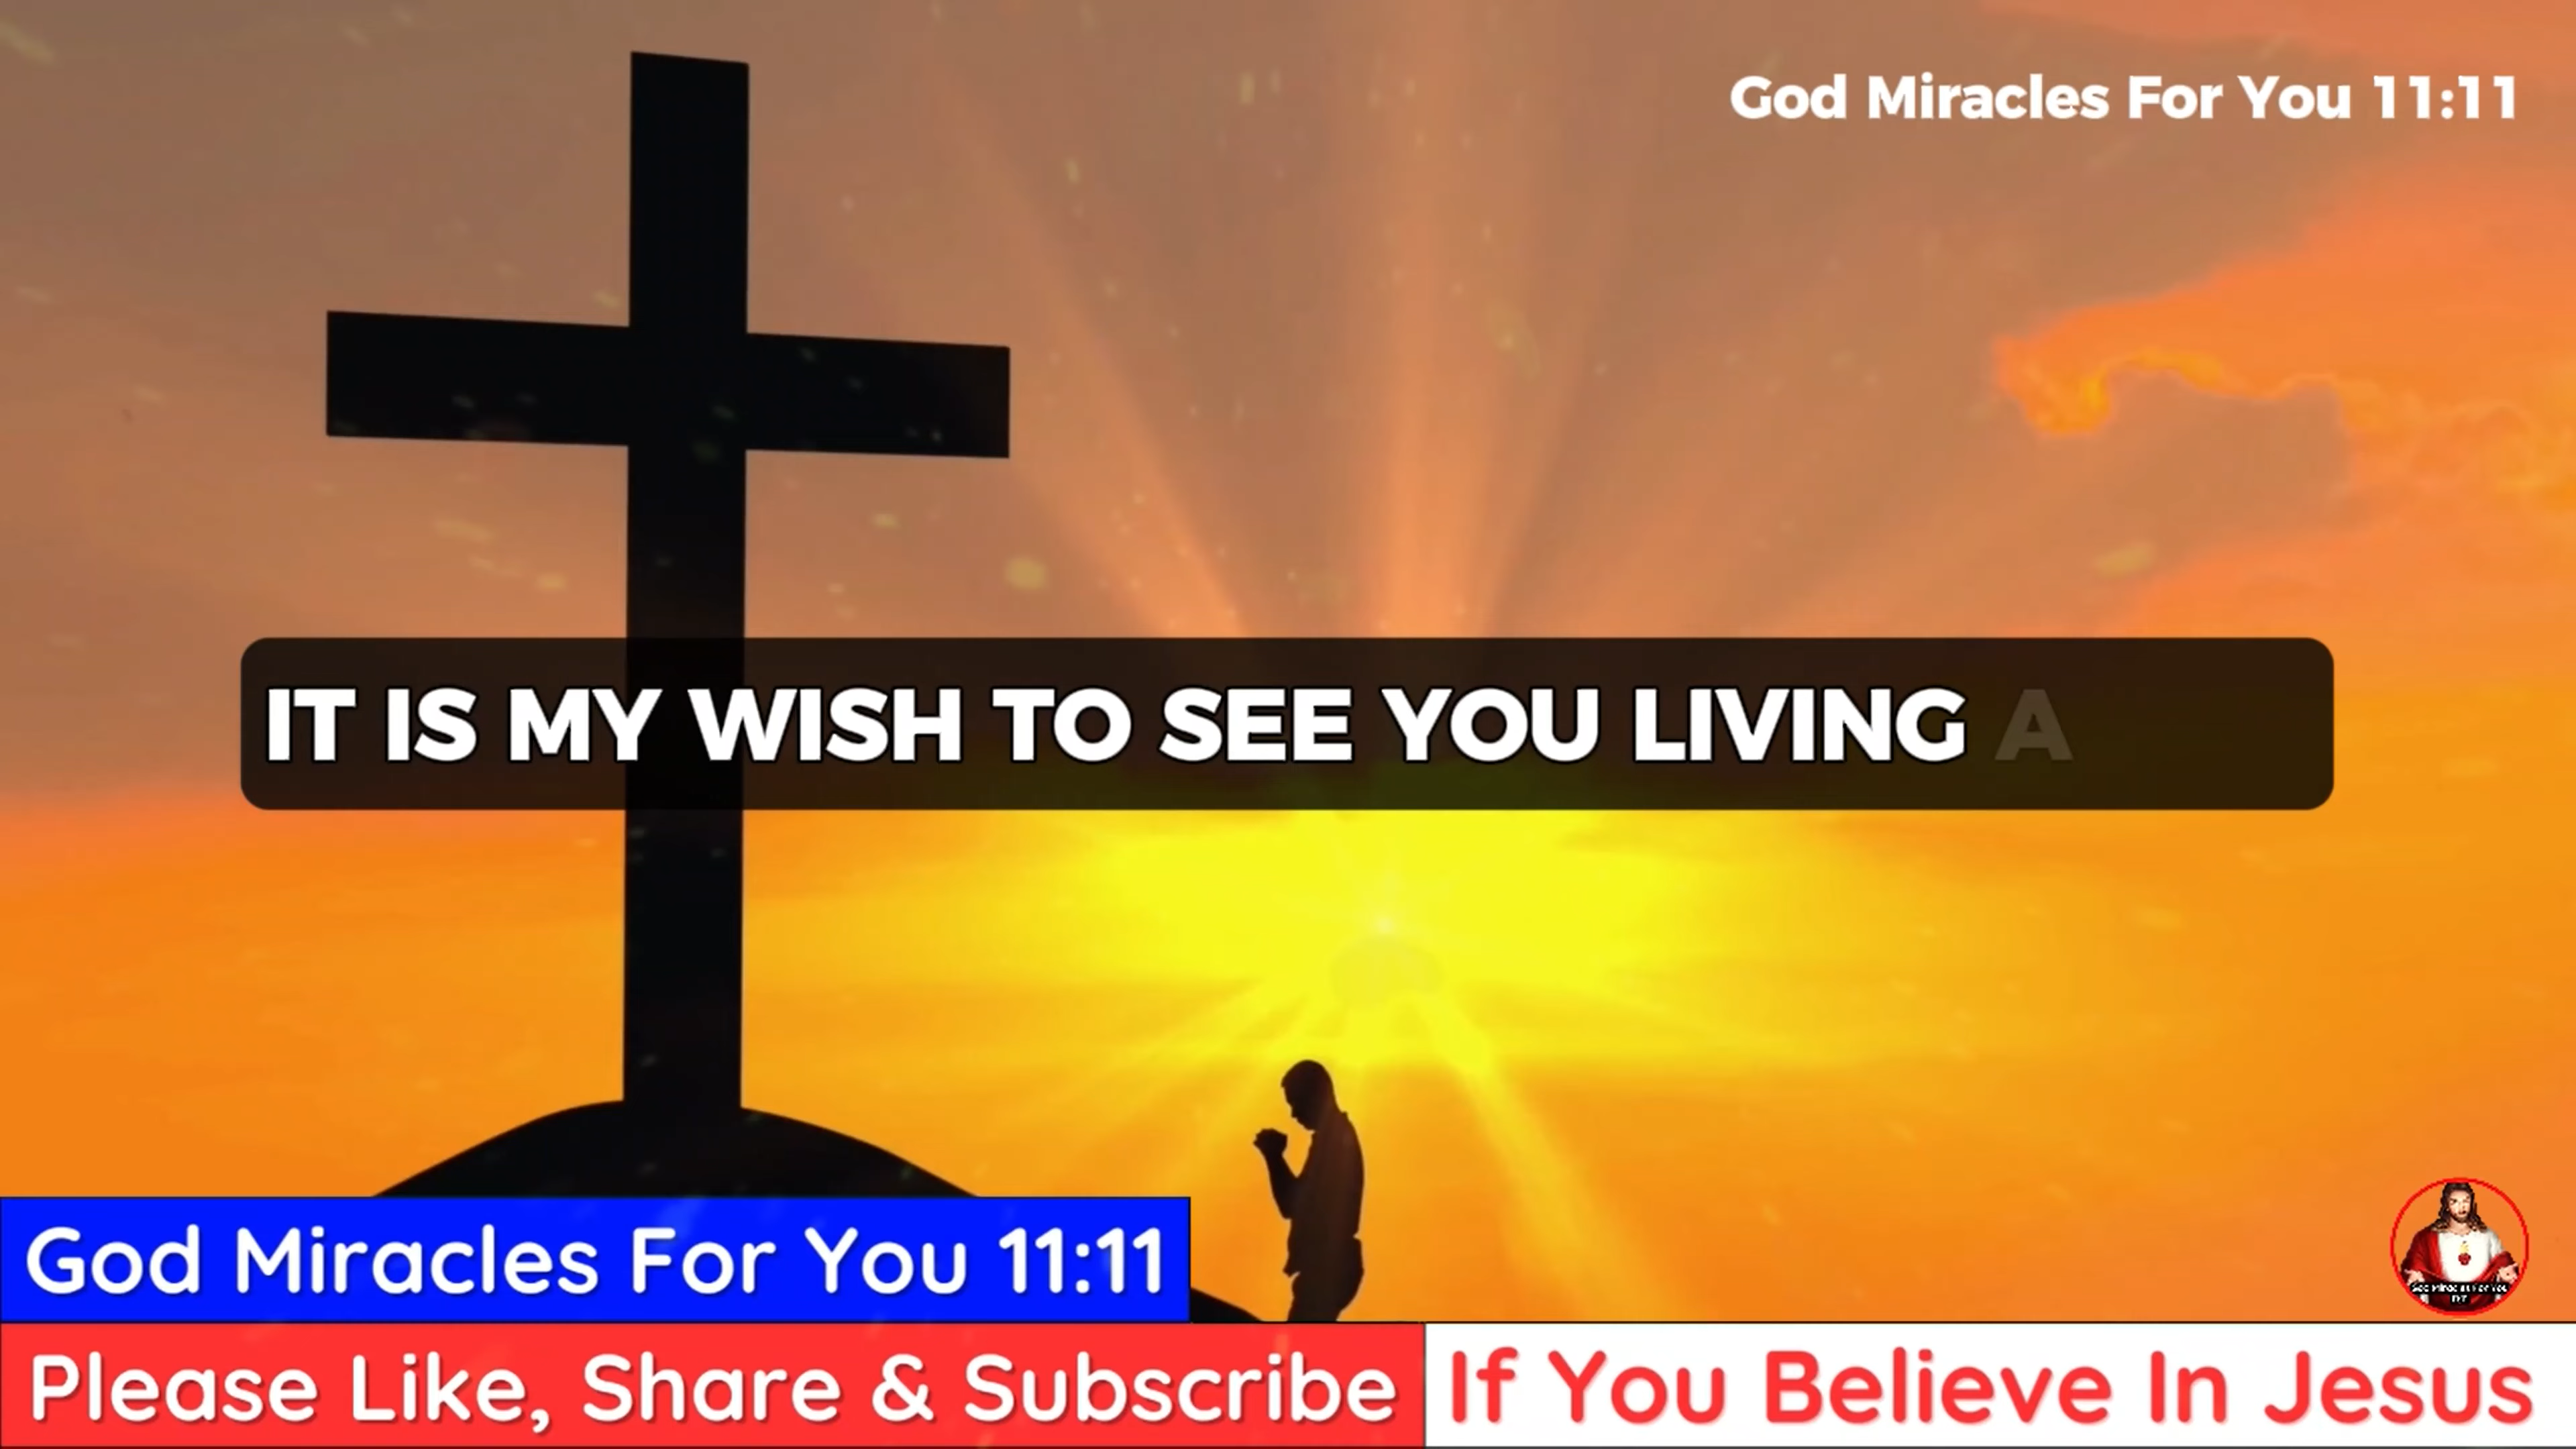 God Miracles For You 11:11
IT IS MY WISH TO SEE YOU LIVING A
God Miracles For You 11:11
Please Like, Share & Subscribe
If You Believe In Jesus